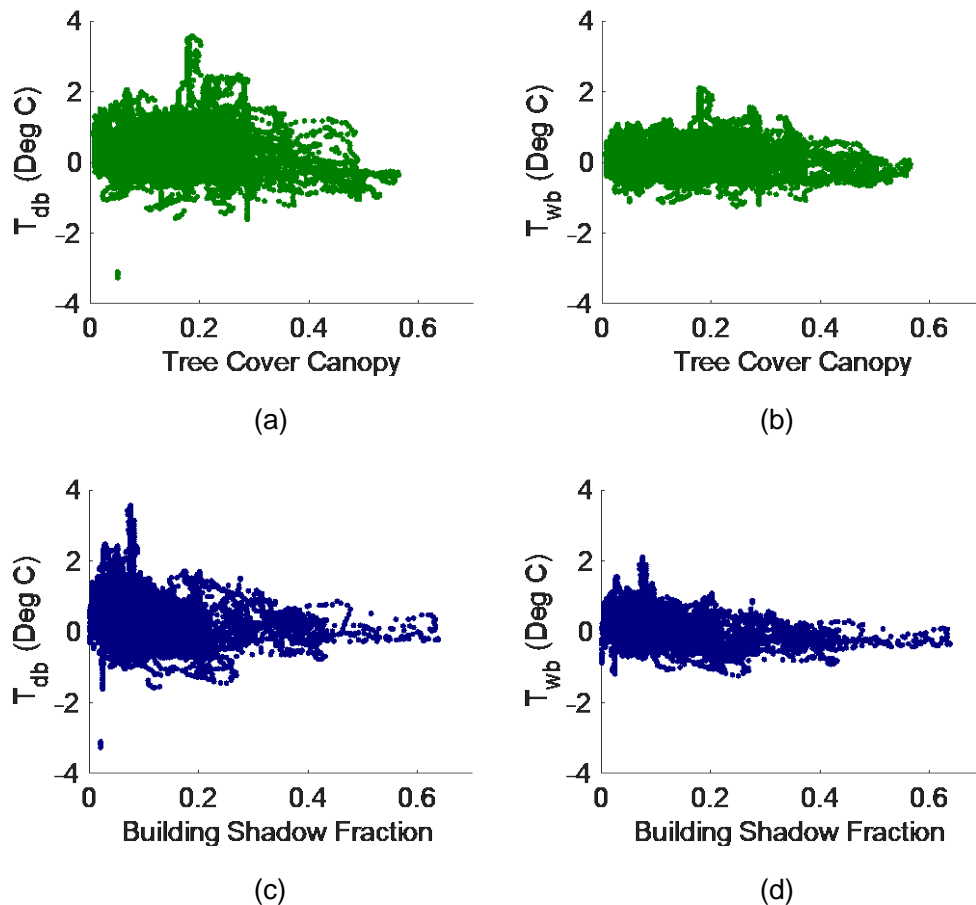 4
2
0
−2
−4
T_db (Deg C)
0 0.2 0.4 0.6
Tree Cover Canopy
(a)
4
2
0
−2
−4
T_wb (Deg C)
0 0.2 0.4 0.6
Tree Cover Canopy
(b)
4
2
0
−2
−4
T_db (Deg C)
0 0.2 0.4 0.6
Building Shadow Fraction
(c)
4
2
0
−2
−4
T_wb (Deg C)
0 0.2 0.4 0.6
Building Shadow Fraction
(d)